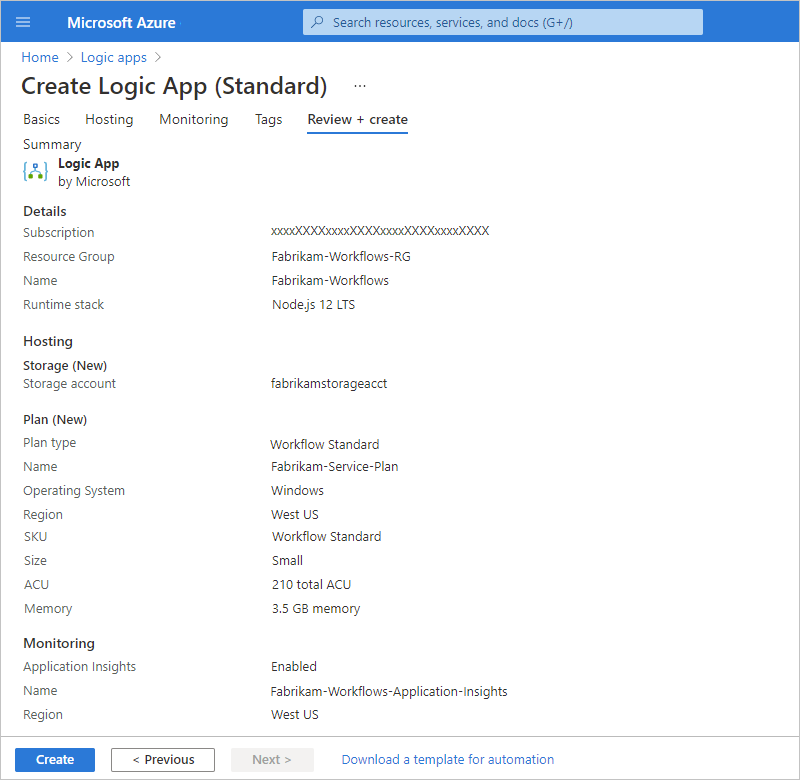 Microsoft Azure Search resources, services, and docs (G+/)
Home > Logic apps >
Create Logic App (Standard) ...
Basics Hosting Monitoring Tags Review + create
Summary
Logic App
by Microsoft
Details
Subscription xxxxXXXXxxxxXXXXxxxxXXXXxxxxXXXX
Resource Group Fabrikam-Workflows-RG
Name Fabrikam-Workflows
Runtime stack Node.js 12 LTS
Hosting
Storage (New)
Storage account fabrikamstorageacct
Plan (New)
Plan type Workflow Standard
Name Fabrikam-Service-Plan
Operating System Windows
Region West US
SKU Workflow Standard
Size Small
ACU 210 total ACU
Memory 3.5 GB memory
Monitoring
Application Insights Enabled
Name Fabrikam-Workflows-Application-Insights
Region West US
Create < Previous Next > Download a template for automation